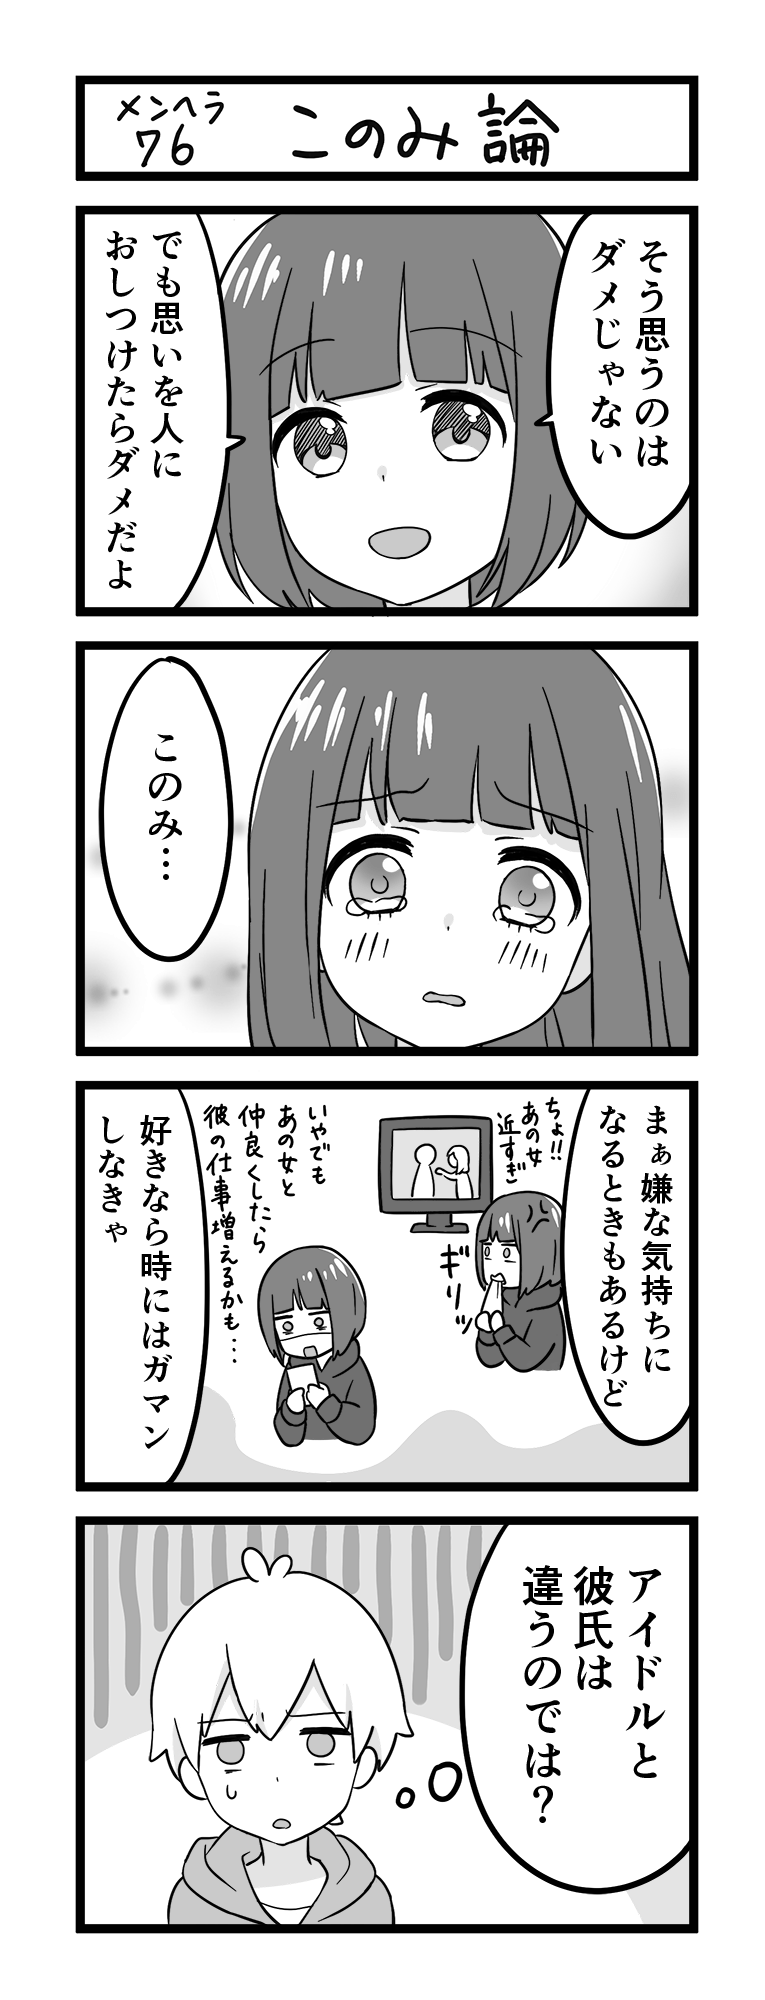 メンヘラ
76
このみ論
そう思うのは
ダメじゃない
でも思いを人に
おしつけたらダメだよ
このみ…
まぁ嫌な気持ちに
なるときもあるけど
ちょ!!
あの女
近すぎ
ギリッ
いやでも
あの女と
仲良くしたら
彼の仕事増えるかも…
好きなら時にはガマン
しなきゃ
アイドルと
彼氏は
違うのでは?